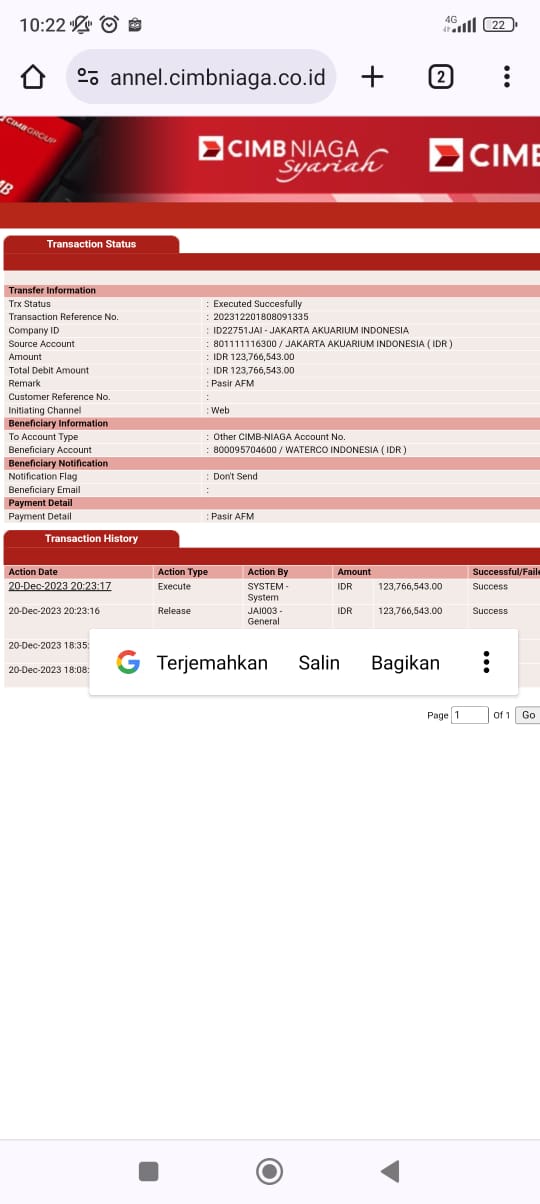 10:22 4G 22
annel.cimbniaga.co.id 2
CIMB GROUP
CIMB NIAGA Syariah CIMB
Transaction Status
Transfer Information
Trx Status : Executed Succesfully
Transaction Reference No. : 202312201808091335
Company ID : ID22751JAI - JAKARTA AKUARIUM INDONESIA
Source Account : 801111116300 / JAKARTA AKUARIUM INDONESIA ( IDR )
Amount : IDR 123,766,543.00
Total Debit Amount : IDR 123,766,543.00
Remark : Pasir AFM
Customer Reference No. :
Initiating Channel : Web
Beneficiary Information
To Account Type : Other CIMB-NIAGA Account No.
Beneficiary Account : 800095704600 / WATERCO INDONESIA ( IDR )
Beneficiary Notification
Notification Flag : Don't Send
Beneficiary Email :
Payment Detail
Payment Detail : Pasir AFM
Transaction History
Action Date Action Type Action By Amount Successful/Faile
20-Dec-2023 20:23:17 Execute SYSTEM - System IDR 123,766,543.00 Success
20-Dec-2023 20:23:16 Release JAI003 - General IDR 123,766,543.00 Success
20-Dec-2023 18:35:
20-Dec-2023 18:08:
Terjemahkan Salin Bagikan
Page 1 Of 1 Go